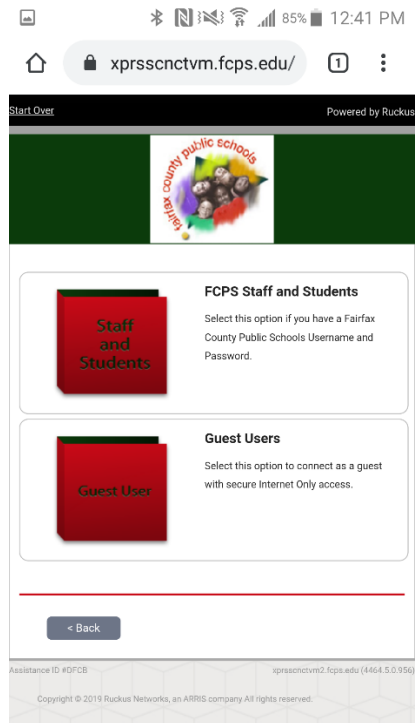 85% 12:41 PM
xprsscnctvm.fcps.edu/
1
Start Over
Powered by Ruckus
fairfax county public schools
Staff
and
Students
FCPS Staff and Students
Select this option if you have a Fairfax
County Public Schools Username and
Password.
Guest User
Guest Users
Select this option to connect as a guest
with secure Internet Only access.
< Back
Assistance ID #DFCB
xprsscnctvm2.fcps.edu (4464.5.0.956)
Copyright © 2019 Ruckus Networks, an ARRIS company All rights reserved.